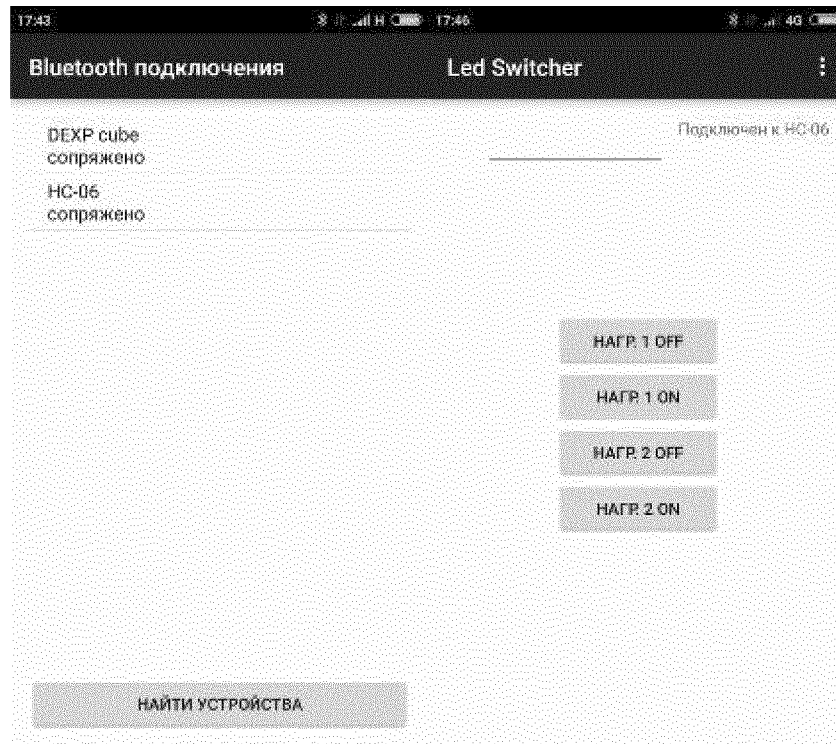 17:43
H
Bluetooth подключения
DEXP cube
сопряжено
HC-06
сопряжено
НАЙТИ УСТРОЙСТВА
17:46
4G
Led Switcher
Подключен к HC-06
НАГР. 1 OFF
НАГР. 1 ON
НАГР. 2 OFF
НАГР. 2 ON